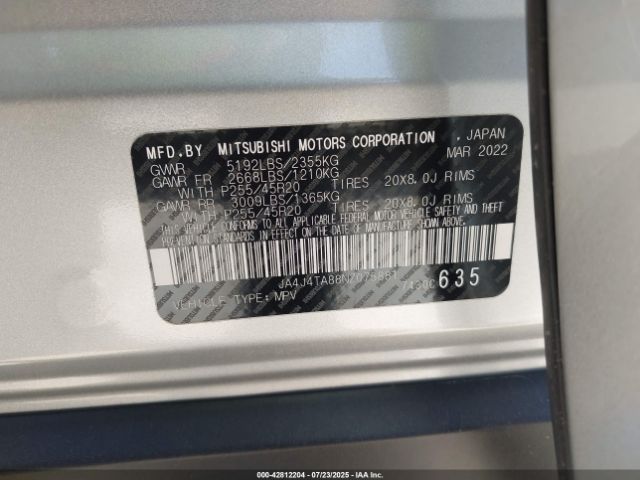 MFD.BY MITSUBISHI MOTORS CORPORATION , JAPAN
GVWR 5192LBS/2355KG MAR 2022
GAWR FR 2668LBS/1210KG
WITH P255/45R20 TIRES 20X8.0J RIMS
GAWR RR 3009LBS/1365KG
WITH P255/45R20 TIRES 20X8.0J RIMS
THIS VEHICLE CONFORMS TO ALL APPLICABLE FEDERAL MOTOR VEHICLE SAFETY AND THEFT
PREVENTION STANDARDS IN EFFECT ON THE DATE OF MANUFACTURE SHOWN ABOVE.
635
VEHICLE TYPE: MPV
000-42812204 - (07/23/2025) - IAA Inc.